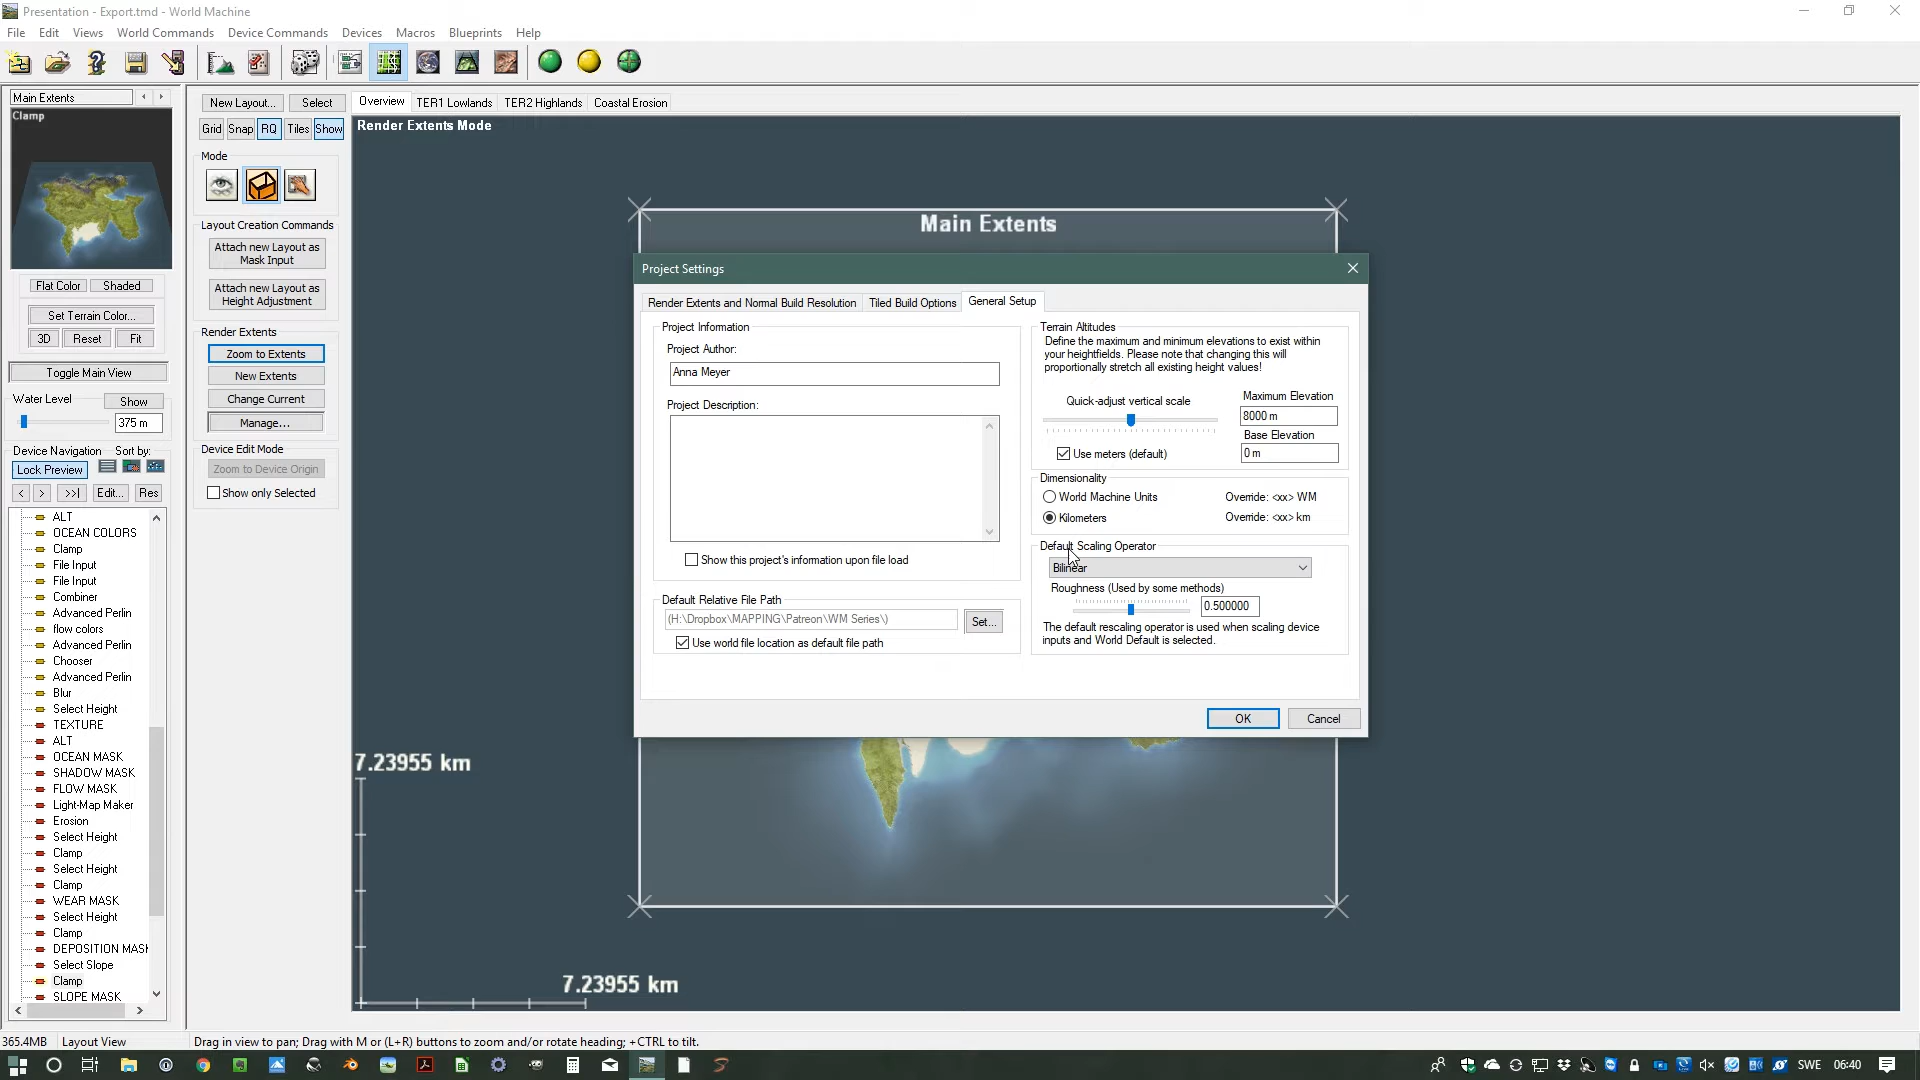 Presentation - Export.tmd - World Machine
File Edit Views World Commands Device Commands Devices Macros Blueprints Help
Main Extents
Clamp
Flat Color Shaded
Set Terrain Color...
3D Reset Fit
Toggle Main View
Water Level Show
375 m
Device Navigation Sort by:
Lock Preview
< > >>| Edit... Res
ALT
OCEAN COLORS
Clamp
File Input
File Input
Combiner
Advanced Perlin
flow colors
Advanced Perlin
Chooser
Advanced Perlin
Blur
Select Height
TEXTURE
ALT
OCEAN MASK
SHADOW MASK
FLOW MASK
Light-Map Maker
Erosion
Select Height
Clamp
Select Height
Clamp
WEAR MASK
Select Height
Clamp
DEPOSITION MASK
Select Slope
Clamp
SLOPE MASK
New Layout... Select
Grid Snap RQ Tiles Show
Mode
Layout Creation Commands
Attach new Layout as
Mask Input
Attach new Layout as
Height Adjustment
Render Extents
Zoom to Extents
New Extents
Change Current
Manage...
Device Edit Mode
Zoom to Device Origin
Show only Selected
Overview TER1 Lowlands TER2 Highlands Coastal Erosion
Render Extents Mode
Main Extents
Project Settings
Render Extents and Normal Build Resolution Tiled Build Options General Setup
Project Information
Project Author:
Anna Meyer
Project Description:
Show this project's information upon file load
Default Relative File Path
(H:\Dropbox\MAPPING\Patreon\WM Series\)
Set...
Use world file location as default file path
Terrain Altitudes
Define the maximum and minimum elevations to exist within
your heightfields. Please note that changing this will
proportionally stretch all existing height values!
Quick-adjust vertical scale
Maximum Elevation
8000 m
Base Elevation
0 m
Use meters (default)
Dimensionality
World Machine Units Override: <xx> WM
Kilometers Override: <xx> km
Default Scaling Operator
Bilinear
Roughness (Used by some methods)
0.500000
The default rescaling operator is used when scaling device
inputs and World Default is selected.
OK Cancel
7.23955 km
7.23955 km
365.4MB Layout View Drag in view to pan; Drag with M or (L+R) buttons to zoom and/or rotate heading; +CTRL to tilt.
SWE 06:40